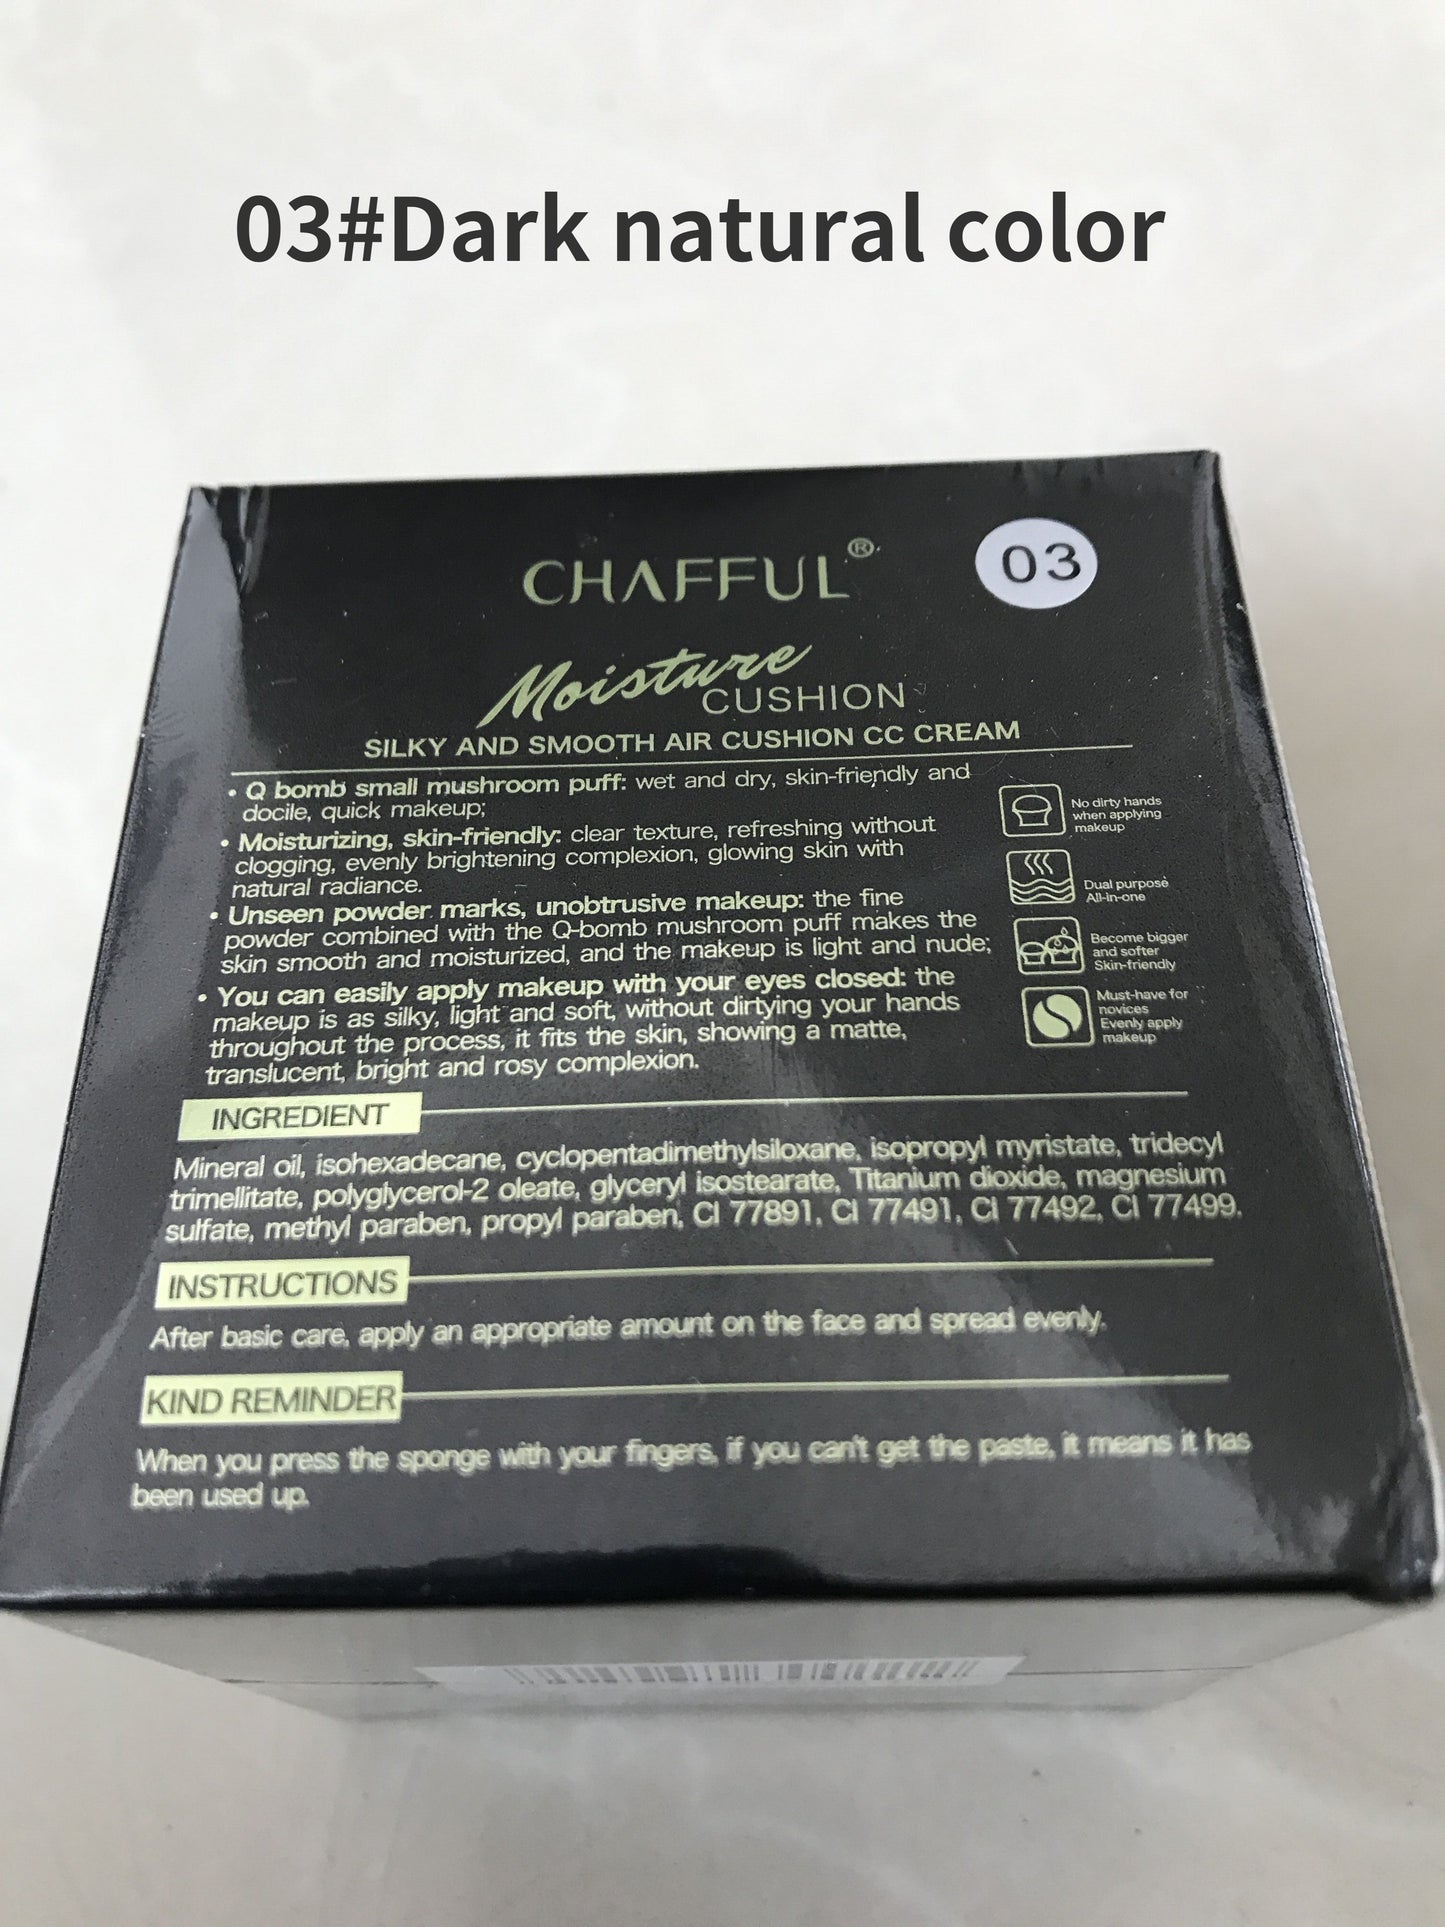 03#Dark natural color
CHAFFUL®
03
Moisture
CUSHION
SILKY AND SMOOTH AIR CUSHION CC CREAM
• Q bomb small mushroom puff: wet and dry, skin-friendly and
docile, quick makeup;
• Moisturizing, skin-friendly: clear texture, refreshing without
clogging, evenly brightening complexion, glowing skin with
natural radiance.
• Unseen powder marks, unobtrusive makeup: the fine
powder combined with the Q-bomb mushroom puff makes the
skin smooth and moisturized, and the makeup is light and nude;
• You can easily apply makeup with your eyes closed: the
makeup is as silky, light and soft, without dirtying your hands
throughout the process, it fits the skin, showing a matte,
translucent, bright and rosy complexion.
No dirty hands
when applying
makeup
Dual purpose
All-in-one
Become bigger
and softer
Skin-friendly
Must-have for
novices
Evenly apply
makeup
INGREDIENT
Mineral oil, isohexadecane, cyclopentadimethylsiloxane, isopropyl myristate, tridecyl
trimellitate, polyglycerol-2 oleate, glyceryl isostearate, Titanium dioxide, magnesium
sulfate, methyl paraben, propyl paraben, CI 77891, CI 77491, CI 77492, CI 77499.
INSTRUCTIONS
After basic care, apply an appropriate amount on the face and spread evenly.
KIND REMINDER
When you press the sponge with your fingers, if you can't get the paste, it means it has
been used up.